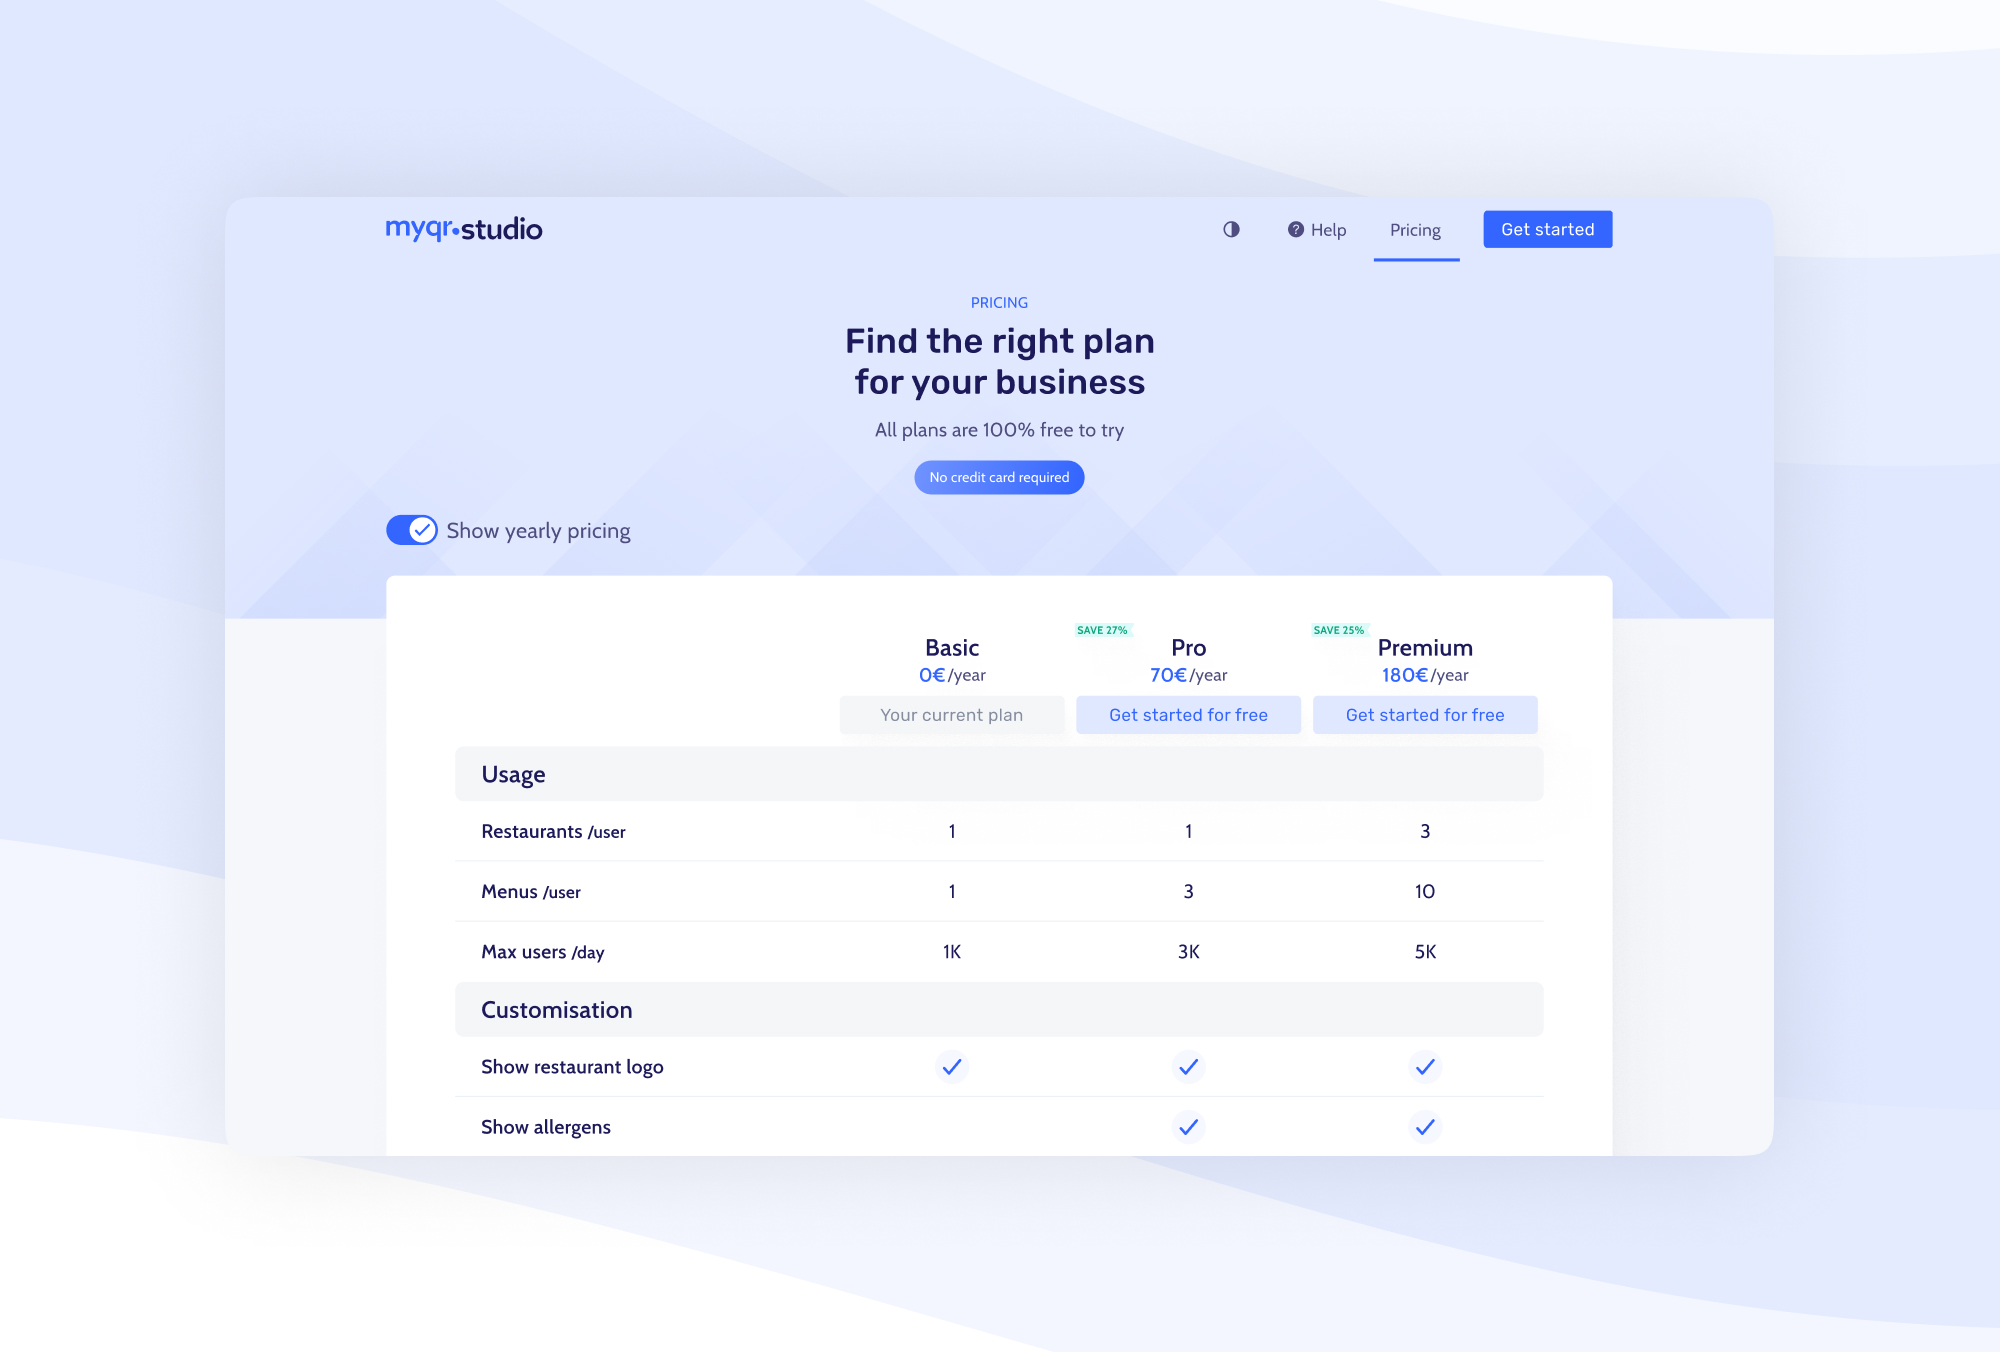 myqr•studio
Help
Pricing
Get started
PRICING
Find the right plan
for your business
All plans are 100% free to try
No credit card required
Show yearly pricing
SAVE 27%
SAVE 25%
Basic
Pro
Premium
0€/year
70€/year
180€/year
Your current plan
Get started for free
Get started for free
Usage
Restaurants /user 1 1 3
Menus /user 1 3 10
Max users /day 1K 3K 5K
Customisation
Show restaurant logo
Show allergens